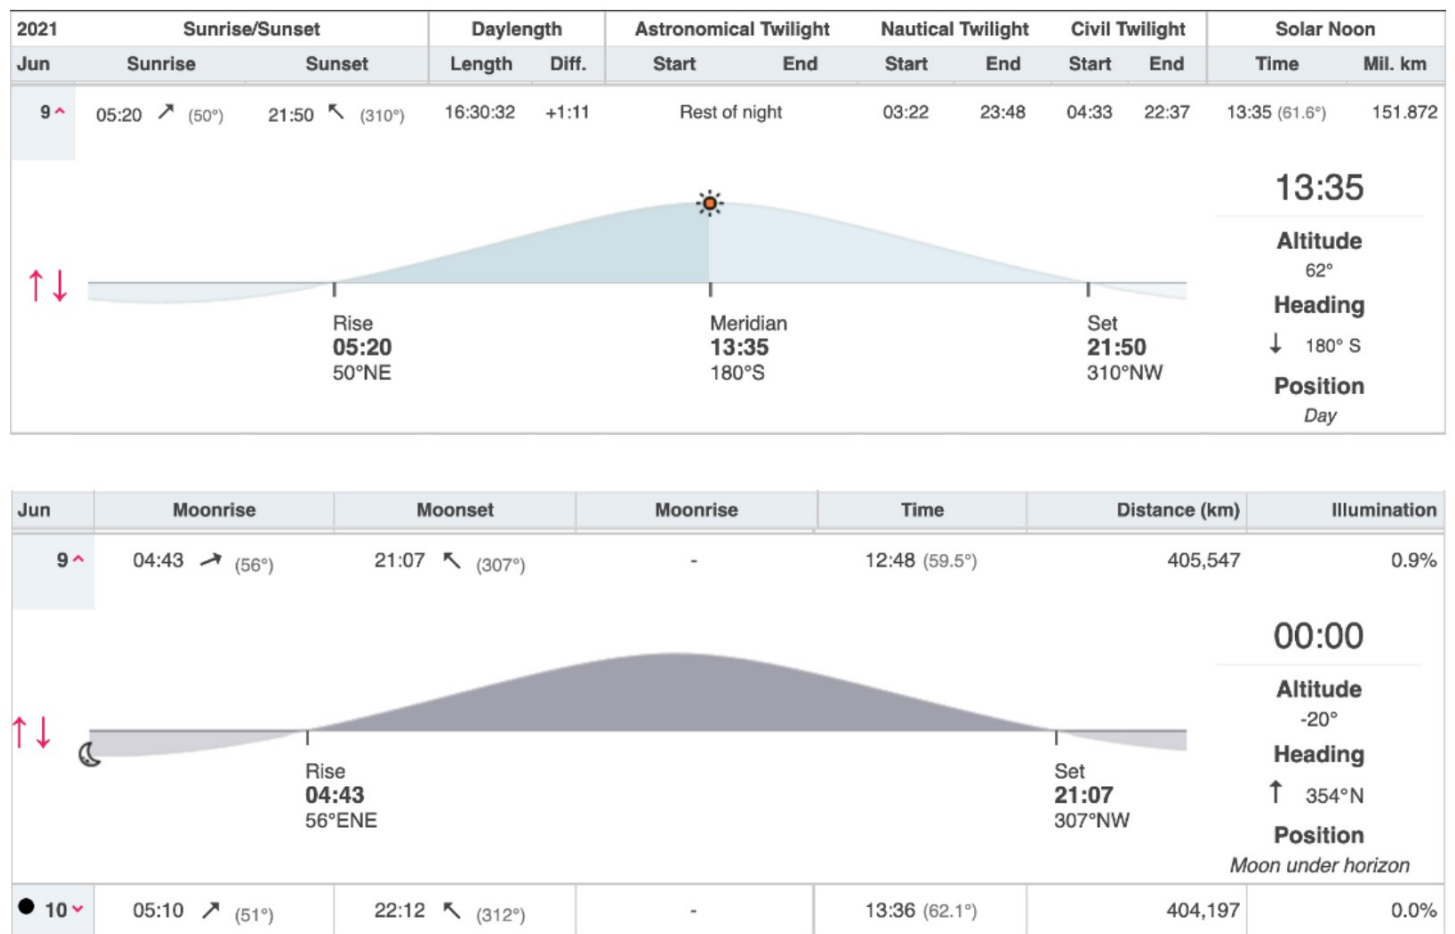 2021 Sunrise/Sunset Daylength Astronomical Twilight Nautical Twilight Civil Twilight Solar Noon
Jun Sunrise Sunset Length Diff. Start End Start End Start End Time Mil. km
9 05:20 (50°) 21:50 (310°) 16:30:32 +1:11 Rest of night 03:22 23:48 04:33 22:37 13:35 (61.6°) 151.872
13:35
Altitude
62°
Heading
↓ 180° S
Position
Day
Rise
05:20
50°NE
Meridian
13:35
180°S
Set
21:50
310°NW
Jun Moonrise Moonset Moonrise Time Distance (km) Illumination
9 04:43 (56°) 21:07 (307°) - 12:48 (59.5°) 405,547 0.9%
00:00
Altitude
-20°
Heading
↑ 354°N
Position
Moon under horizon
Rise
04:43
56°ENE
Set
21:07
307°NW
10 05:10 (51°) 22:12 (312°) - 13:36 (62.1°) 404,197 0.0%